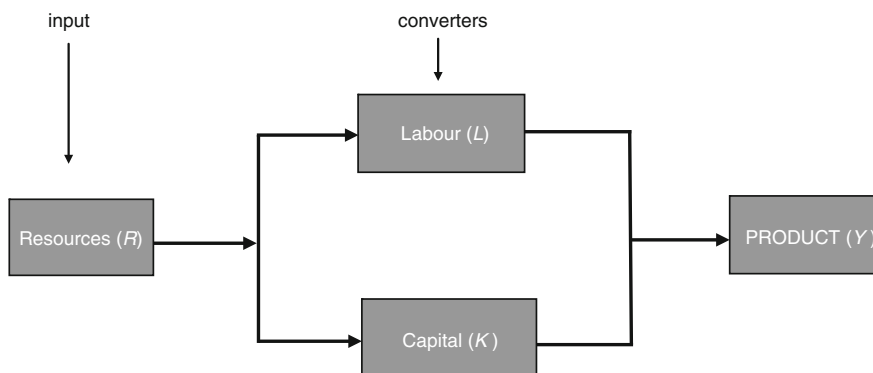 input
converters
Labour (L)
Resources (R)
PRODUCT (Y)
Capital (K)